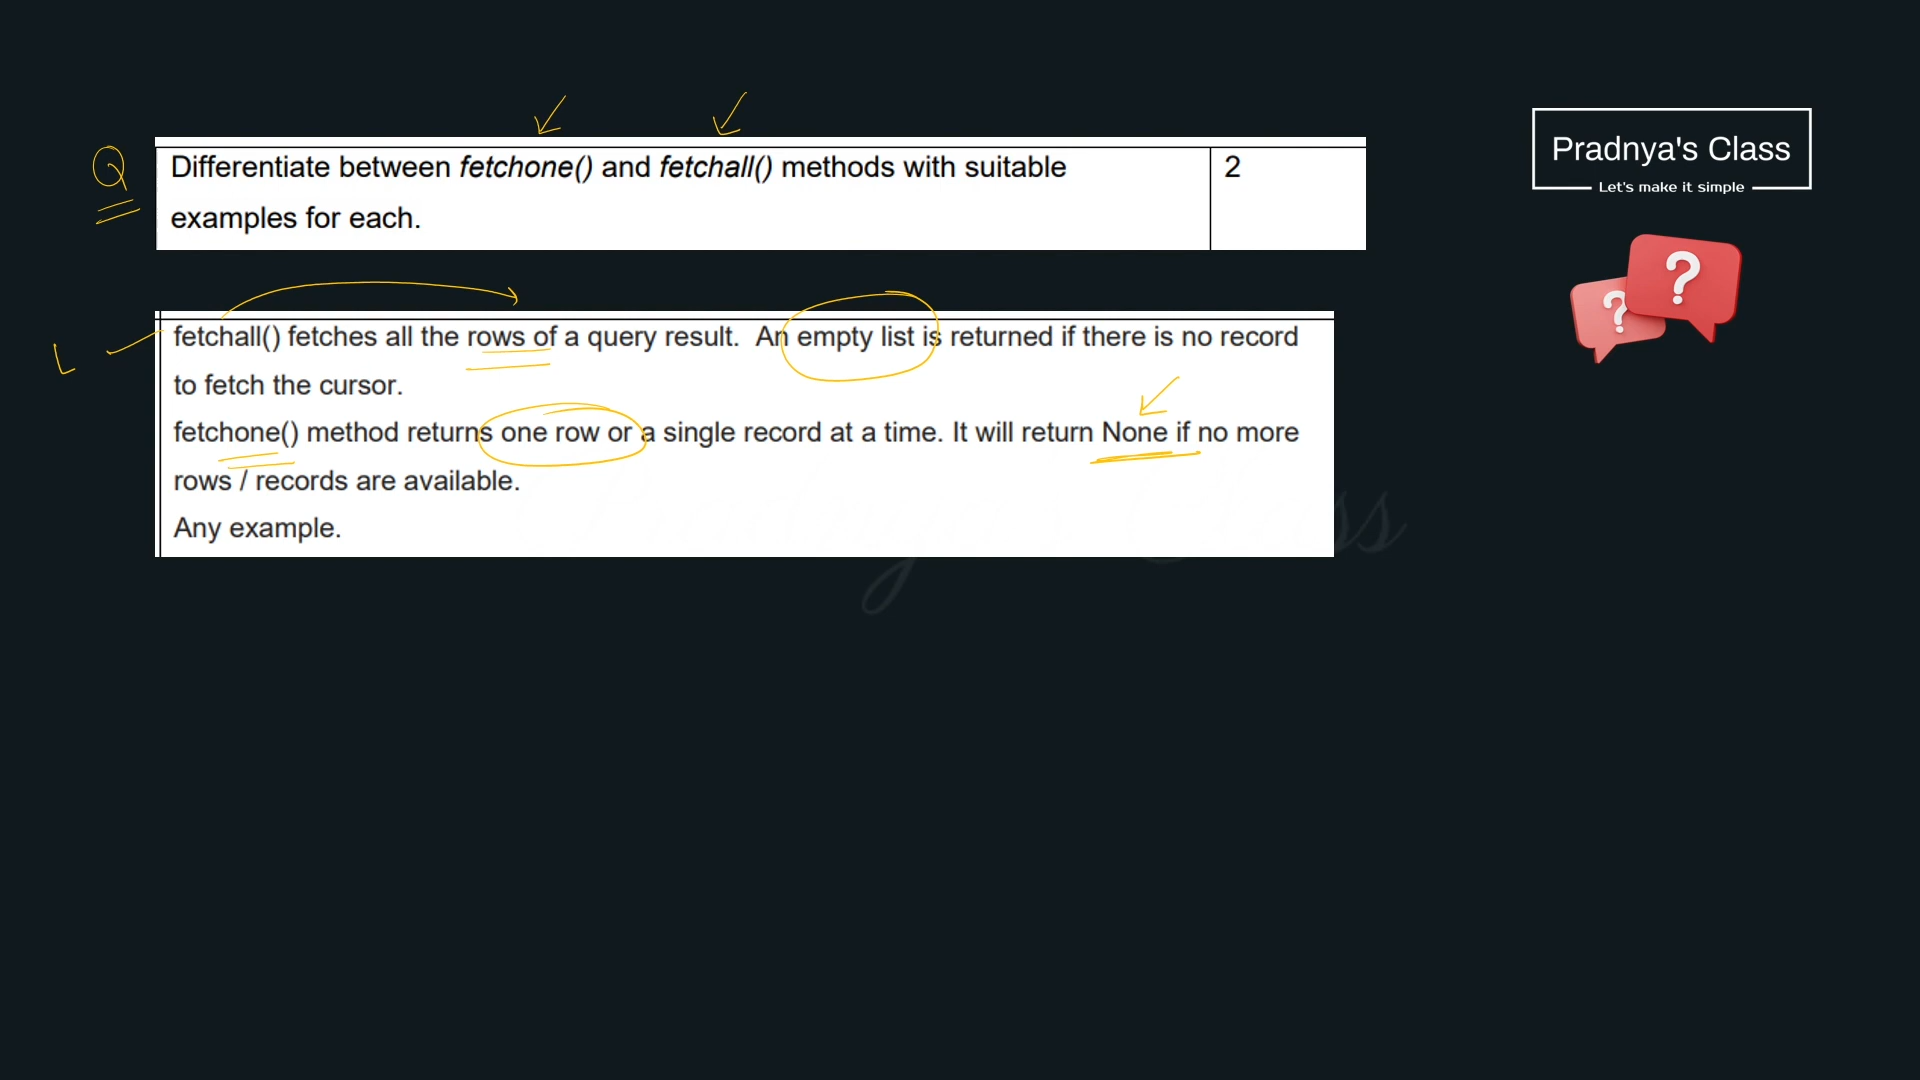 Q
Differentiate between fetchone() and fetchall() methods with suitable
examples for each.
2
Pradnya's Class
Let's make it simple
?
?
fetchall() fetches all the rows of a query result. An empty list is returned if there is no record
to fetch the cursor.
fetchone() method returns one row or a single record at a time. It will return None if no more
rows / records are available.
Any example.